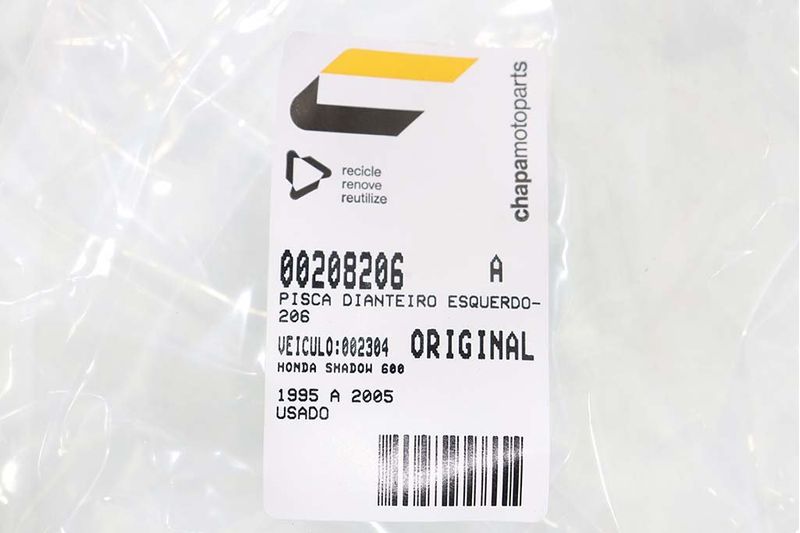 chapamotoparts
recicle
renove
reutilize
00208206 A
PISCA DIANTEIRO ESQUERDO-
206
VEICULO:002304 ORIGINAL
HONDA SHADOW 600
1995 A 2005
USADO